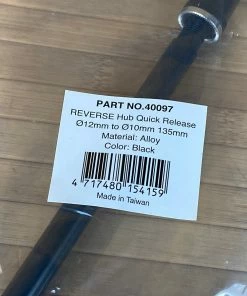 PART NO.40097
REVERSE Hub Quick Release
Ø12mm to Ø10mm 135mm
Material: Alloy
Color: Black
4 717480 154159
Made in Taiwan